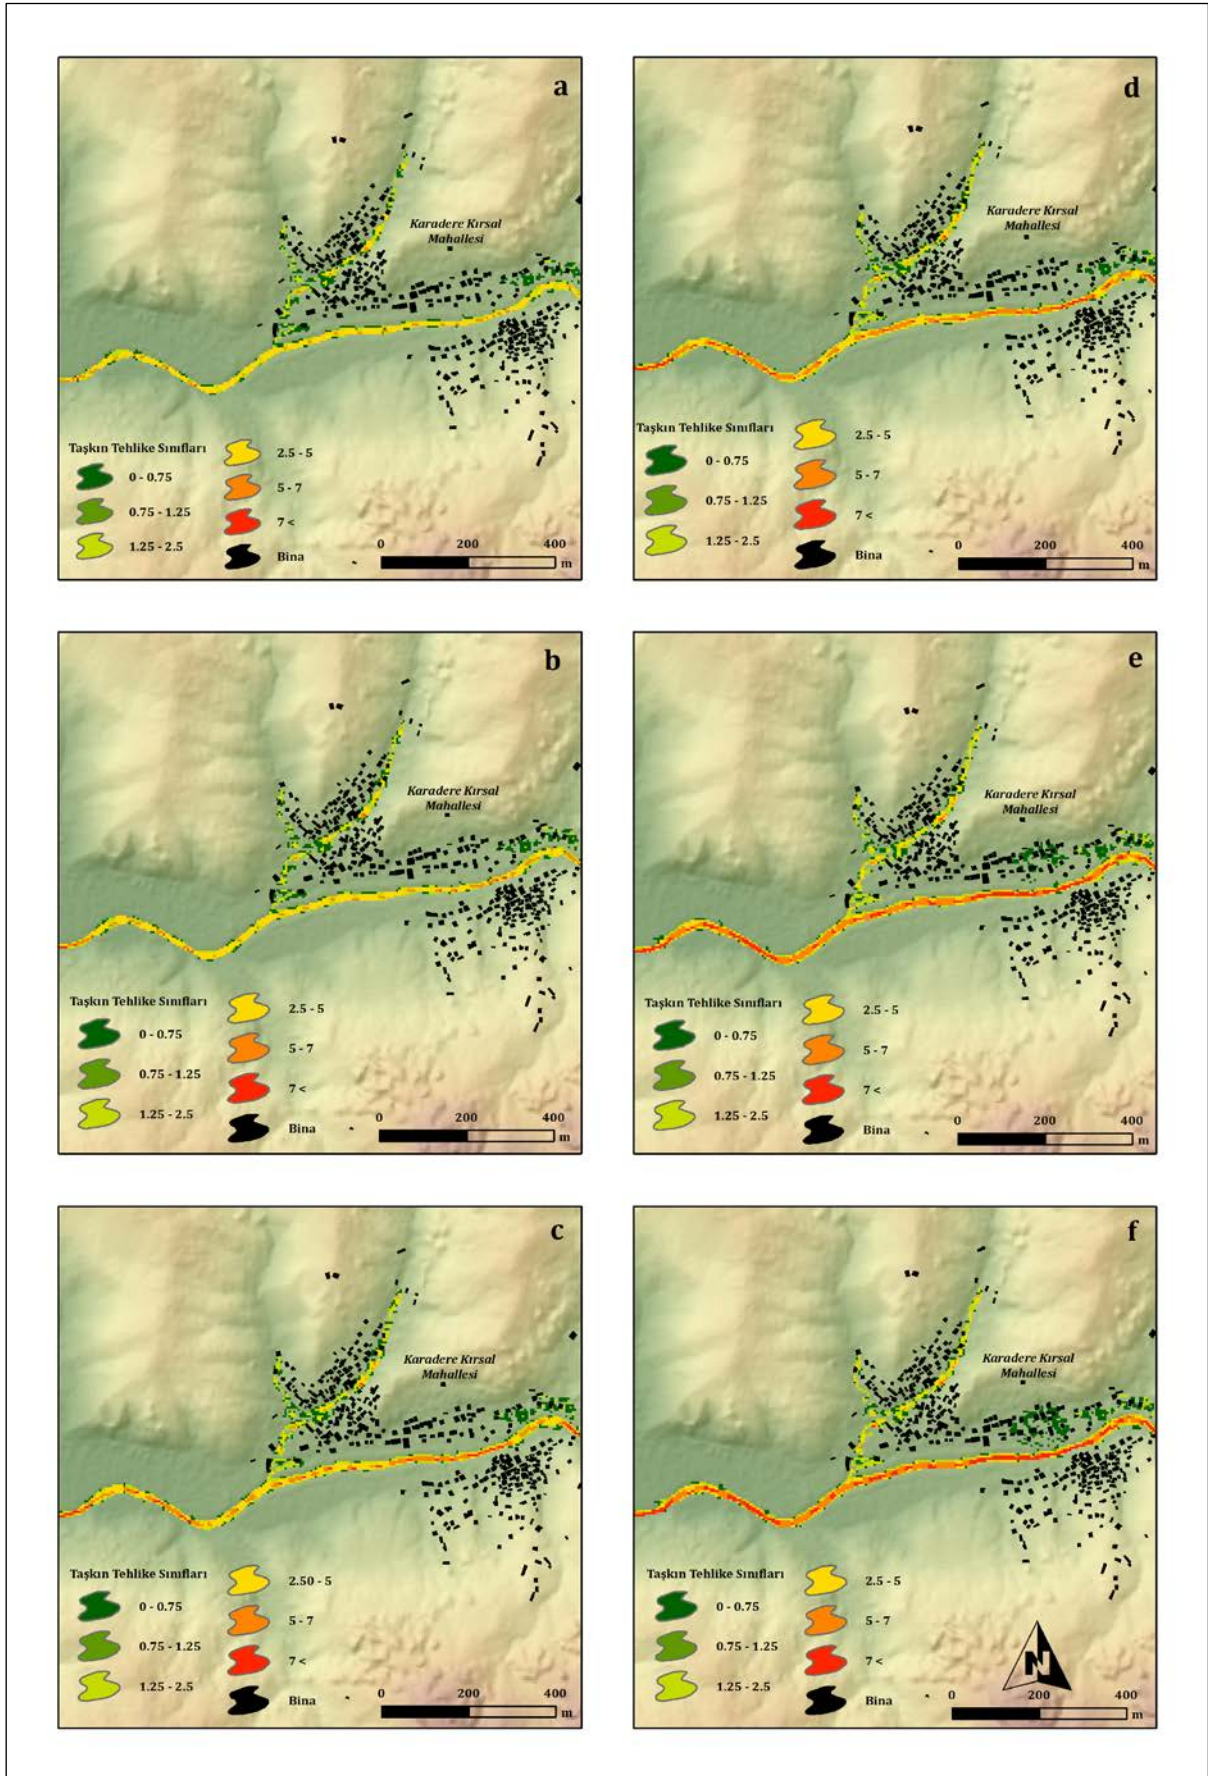 a
Karadere Kırsal
Mahallesi
Taşkın Tehlike Sınıfları
0 - 0.75
0.75 - 1.25
1.25 - 2.5
2.5 - 5
5 - 7
7 <
Bina
0 200 400
m
d
Karadere Kırsal
Mahallesi
Taşkın Tehlike Sınıfları
0 - 0.75
0.75 - 1.25
1.25 - 2.5
2.5 - 5
5 - 7
7 <
Bina
0 200 400
m
b
Karadere Kırsal
Mahallesi
Taşkın Tehlike Sınıfları
0 - 0.75
0.75 - 1.25
1.25 - 2.5
2.5 - 5
5 - 7
7 <
Bina
0 200 400
m
e
Karadere Kırsal
Mahallesi
Taşkın Tehlike Sınıfları
0 - 0.75
0.75 - 1.25
1.25 - 2.5
2.5 - 5
5 - 7
7 <
Bina
0 200 400
m
c
Karadere Kırsal
Mahallesi
Taşkın Tehlike Sınıfları
0 - 0.75
0.75 - 1.25
1.25 - 2.5
2.50 - 5
5 - 7
7 <
Bina
0 200 400
m
f
Karadere Kırsal
Mahallesi
Taşkın Tehlike Sınıfları
0 - 0.75
0.75 - 1.25
1.25 - 2.5
2.5 - 5
5 - 7
7 <
Bina
N
0 200 400
m